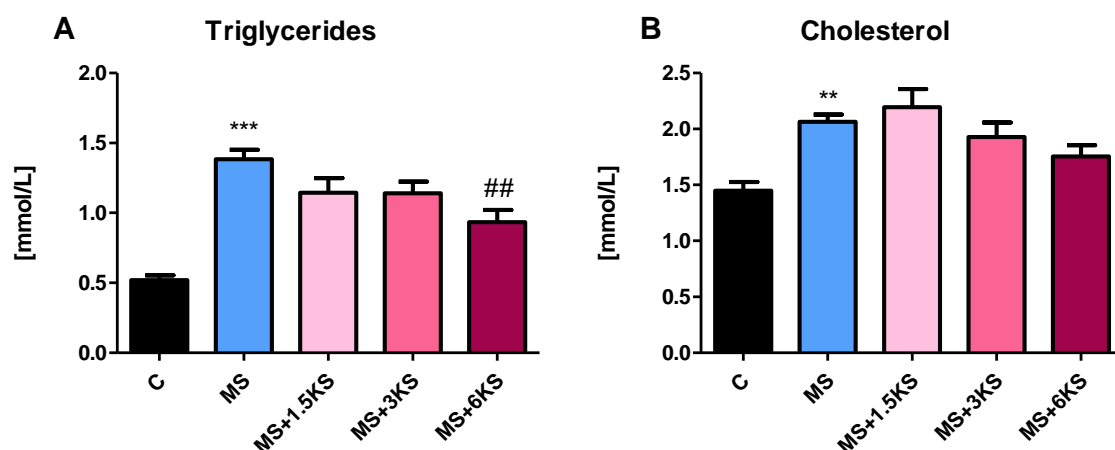 A
Triglycerides
[mmol/L]
2.0
1.5
1.0
0.5
0.0
***
##
C
MS
MS+1.5KS
MS+3KS
MS+6KS
B
Cholesterol
[mmol/L]
2.5
2.0
1.5
1.0
0.5
0.0
**
C
MS
MS+1.5KS
MS+3KS
MS+6KS